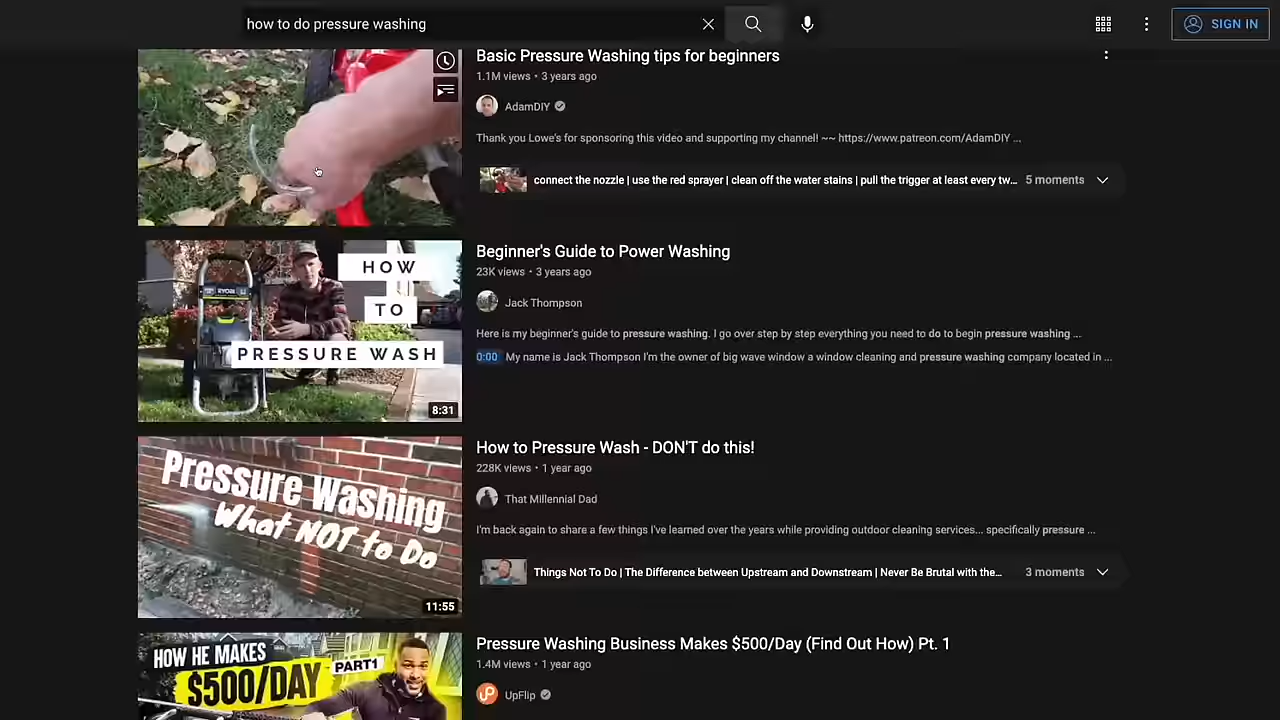 how to do pressure washing
SIGN IN
Basic Pressure Washing tips for beginners
1.1M views • 3 years ago
AdamDIY
Thank you Lowe's for sponsoring this video and supporting my channel! ~~ https://www.patreon.com/AdamDIY ...
connect the nozzle | use the red sprayer | clean off the water stains | pull the trigger at least every tw... 5 moments
HOW
TO
PRESSURE WASH
8:31
Beginner's Guide to Power Washing
23K views • 3 years ago
Jack Thompson
Here is my beginner's guide to pressure washing. I go over step by step everything you need to do to begin pressure washing ...
0:00 My name is Jack Thompson I'm the owner of big wave window a window cleaning and pressure washing company located in ...
Pressure Washing
What NOT to Do
11:55
How to Pressure Wash - DON'T do this!
228K views • 1 year ago
That Millennial Dad
I'm back again to share a few things I've learned over the years while providing outdoor cleaning services... specifically pressure ...
Things Not To Do | The Difference between Upstream and Downstream | Never Be Brutal with the... 3 moments
HOW HE MAKES
$500/DAY
PART1
Pressure Washing Business Makes $500/Day (Find Out How) Pt. 1
1.4M views • 1 year ago
UpFlip